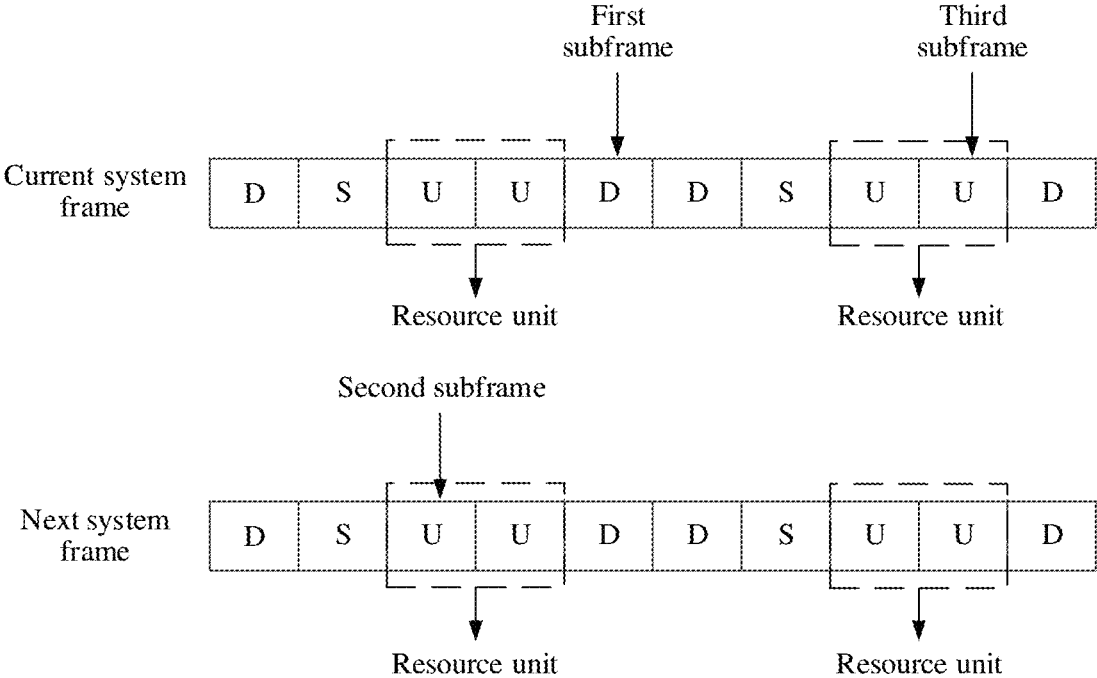 First
subframe
Third
subframe
Current system
frame
D S U U D D S U U D
Resource unit
Resource unit
Second subframe
Next system
frame
D S U U D D S U U D
Resource unit
Resource unit